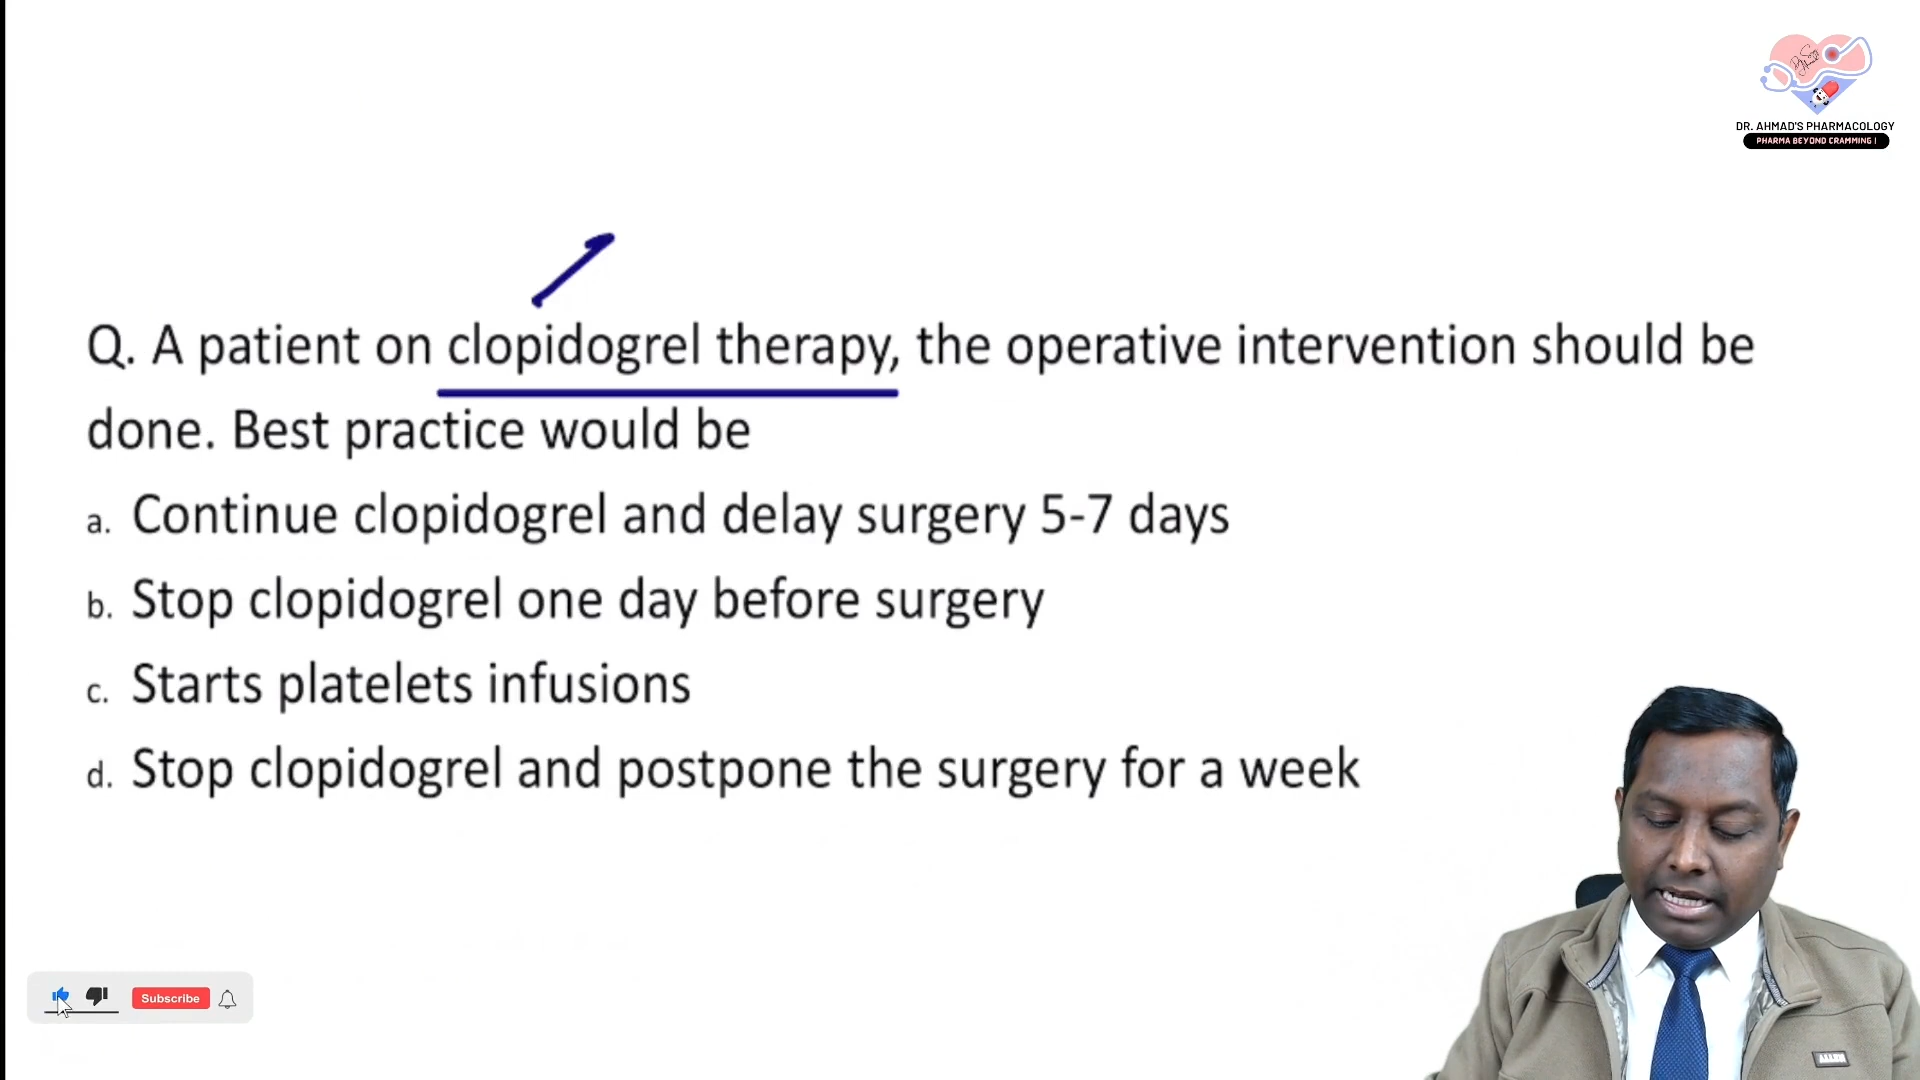 DR. AHMAD'S PHARMACOLOGY
PHARMA BEYOND CRAMMING !
Q. A patient on clopidogrel therapy, the operative intervention should be
done. Best practice would be
a. Continue clopidogrel and delay surgery 5-7 days
b. Stop clopidogrel one day before surgery
c. Starts platelets infusions
d. Stop clopidogrel and postpone the surgery for a week
Subscribe